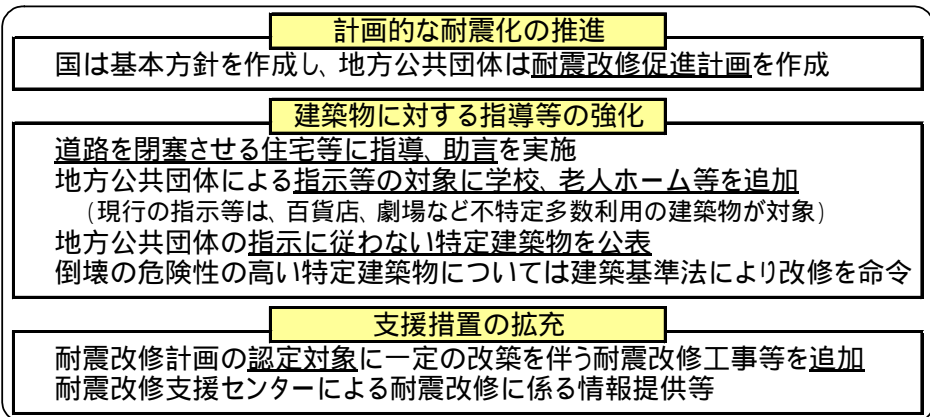 計画的な耐震化の推進
国は基本方針を作成し、地方公共団体は耐震改修促進計画を作成
建築物に対する指導等の強化
道路を閉塞させる住宅等に指導、助言を実施
地方公共団体による指示等の対象に学校、老人ホーム等を追加
(現行の指示等は、百貨店、劇場など不特定多数利用の建築物が対象)
地方公共団体の指示に従わない特定建築物を公表
倒壊の危険性の高い特定建築物については建築基準法により改修を命令
支援措置の拡充
耐震改修計画の認定対象に一定の改築を伴う耐震改修工事等を追加
耐震改修支援センターによる耐震改修に係る情報提供等